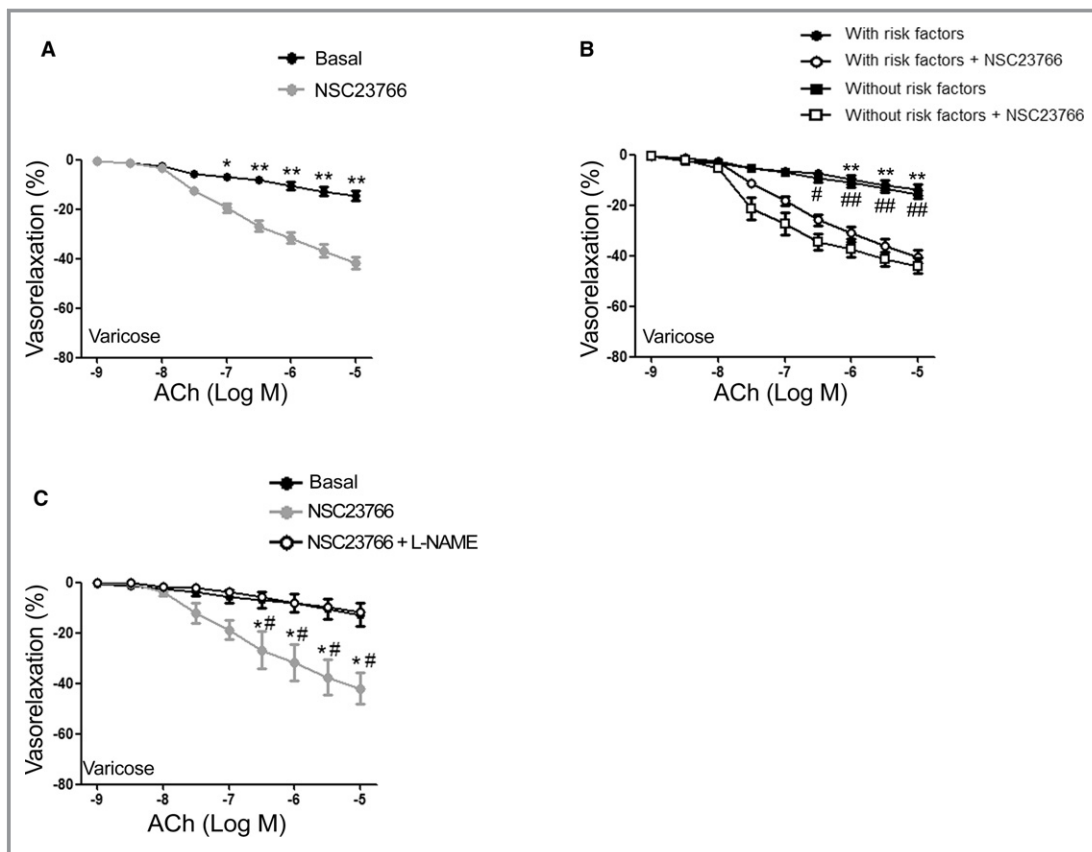 A
Basal
NSC23766
Vasorelaxation (%)
0
-20
-40
-60
-80
* ** ** ** **
Varicose
-9 -8 -7 -6 -5
ACh (Log M)
B
With risk factors
With risk factors + NSC23766
Without risk factors
Without risk factors + NSC23766
Vasorelaxation (%)
0
-20
-40
-60
-80
** ** **
# ## ## ##
Varicose
-9 -8 -7 -6 -5
ACh (Log M)
C
Basal
NSC23766
NSC23766 + L-NAME
Vasorelaxation (%)
0
-20
-40
-60
-80
*# *# *# *#
Varicose
-9 -8 -7 -6 -5
ACh (Log M)